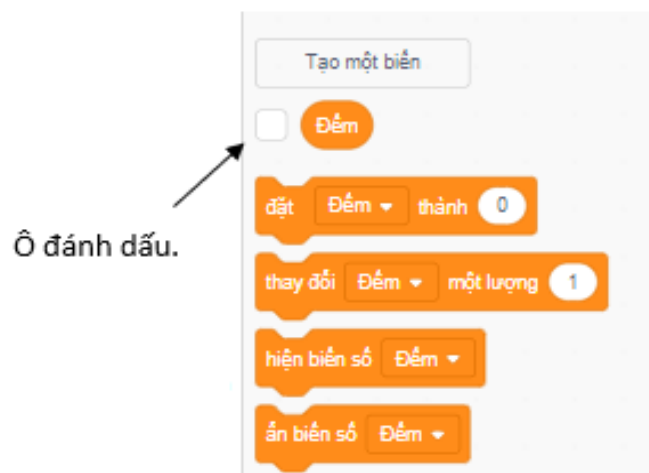 Tạo một biến
Đếm
đặt Đếm thành 0
Ô đánh dấu.
thay đổi Đếm một lượng 1
hiện biến số Đếm
ẩn biến số Đếm